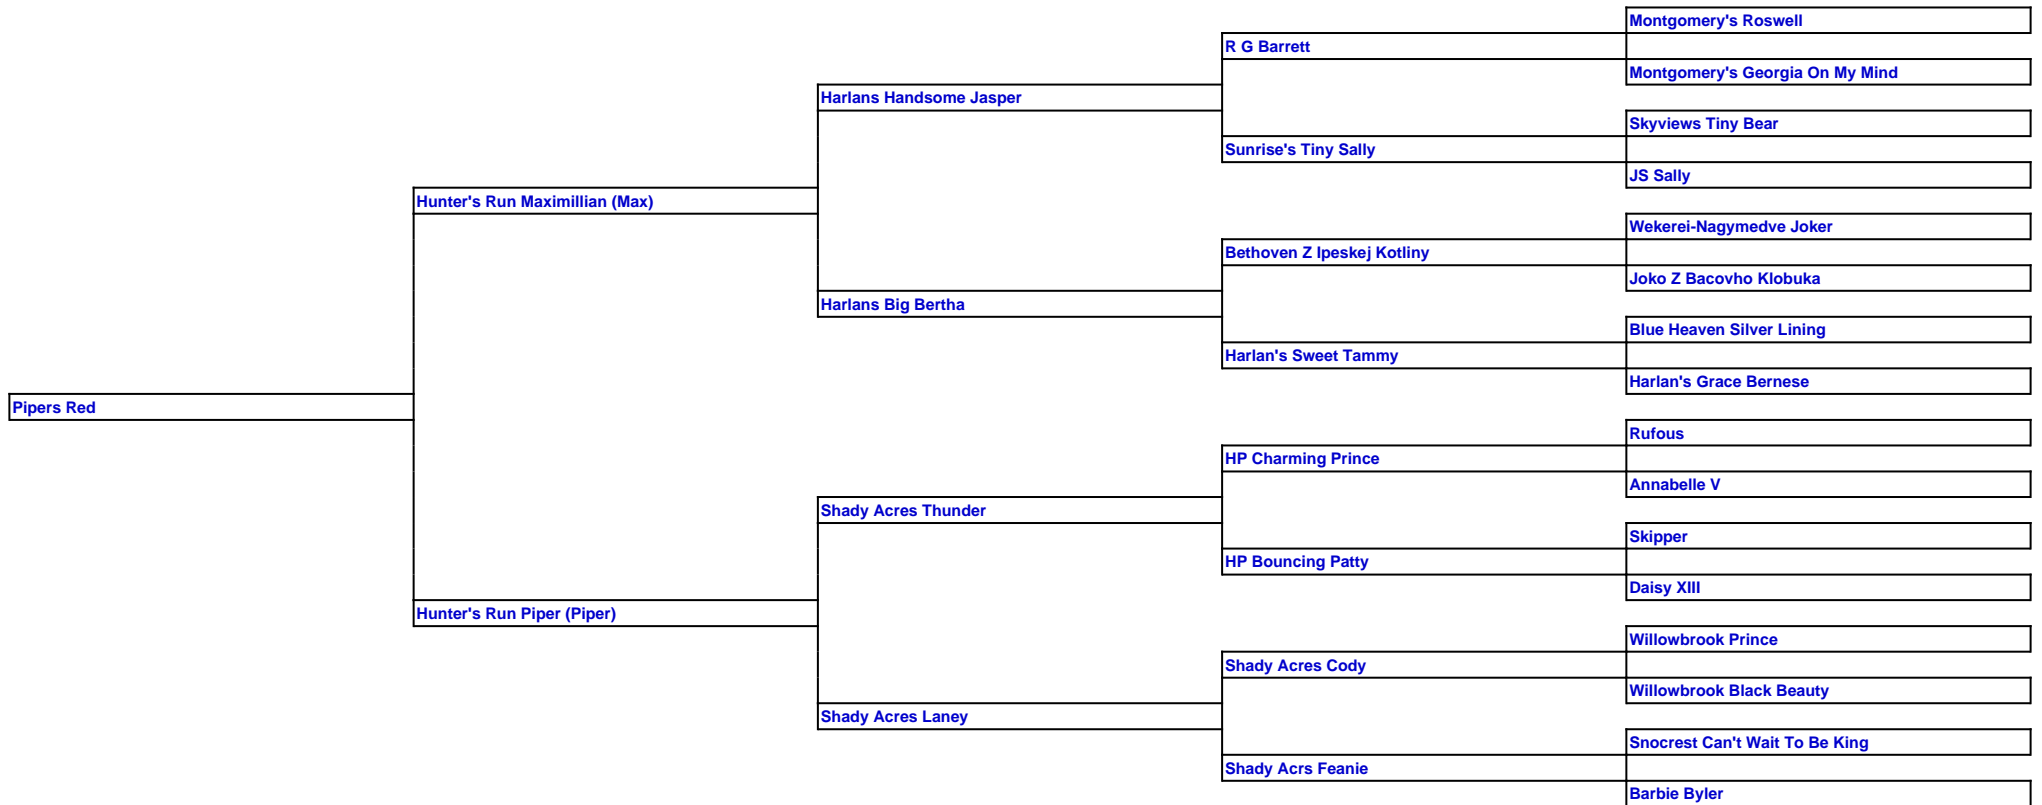 Montgomery's Roswell
R G Barrett
Montgomery's Georgia On My Mind
Harlans Handsome Jasper
Skyviews Tiny Bear
Sunrise's Tiny Sally
JS Sally
Hunter's Run Maximillian (Max)
Wekerei-Nagymedve Joker
Bethoven Z Ipeskej Kotliny
Joko Z Bacovho Klobuka
Harlans Big Bertha
Blue Heaven Silver Lining
Harlan's Sweet Tammy
Harlan's Grace Bernese
Pipers Red
Rufous
HP Charming Prince
Annabelle V
Shady Acres Thunder
Skipper
HP Bouncing Patty
Daisy XIII
Hunter's Run Piper (Piper)
Willowbrook Prince
Shady Acres Cody
Willowbrook Black Beauty
Shady Acres Laney
Snocrest Can't Wait To Be King
Shady Acrs Feanie
Barbie Byler